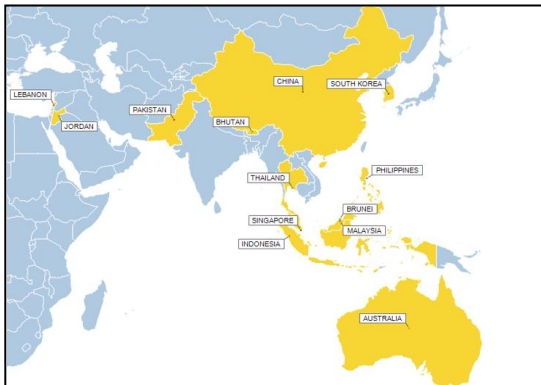 CHINA
SOUTH KOREA
LEBANON
PAKISTAN
BHUTAN
JORDAN
THAILAND
PHILIPPINES
BRUNEI
SINGAPORE
MALAYSIA
INDONESIA
AUSTRALIA